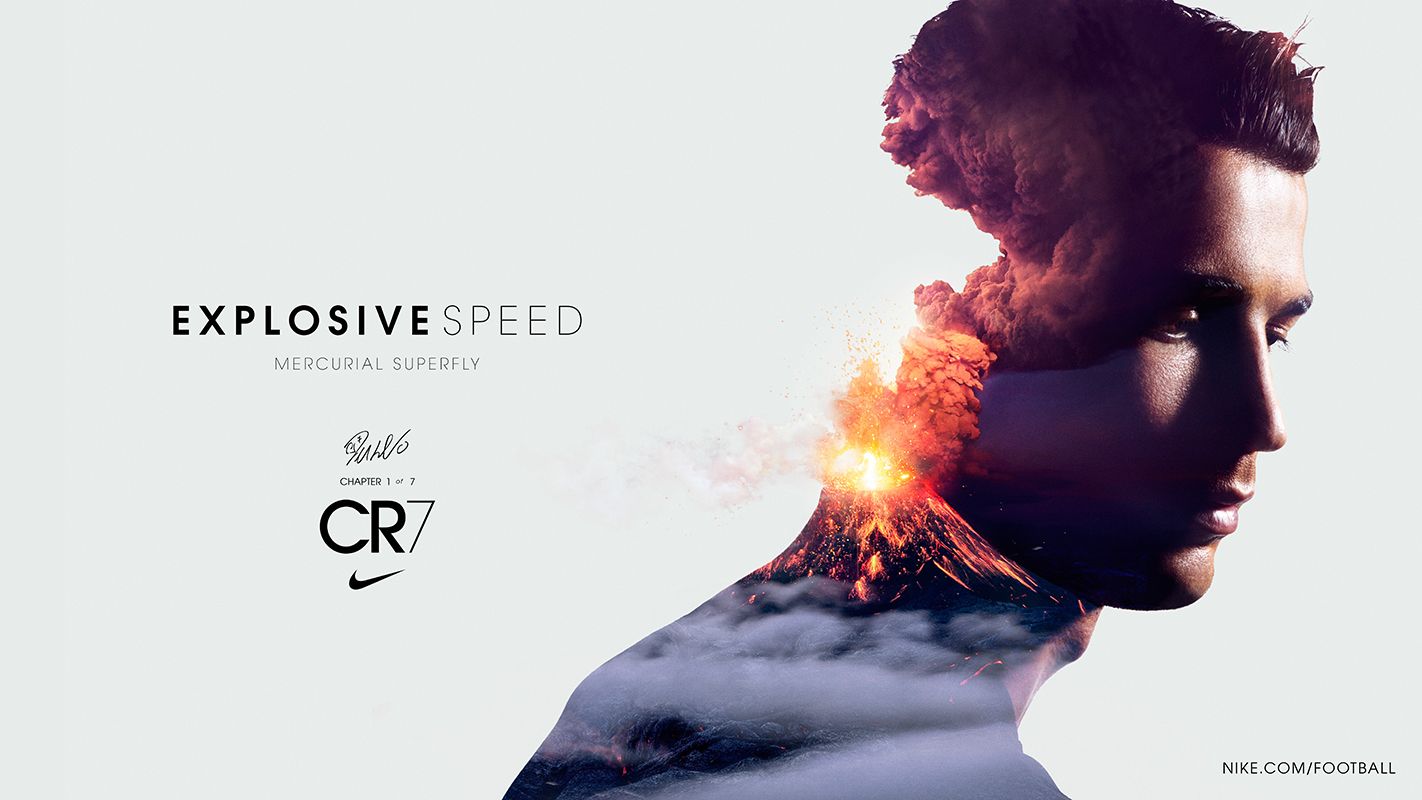 EXPLOSIVE SPEED
MERCURIAL SUPERFLY
CHAPTER 1 of 7
CR7
NIKE.COM/FOOTBALL